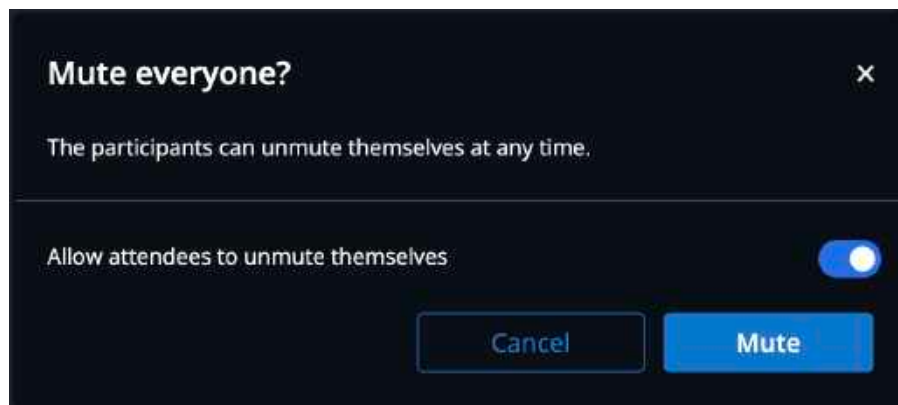 Mute everyone?
The participants can unmute themselves at any time.
Allow attendees to unmute themselves
Cancel
Mute